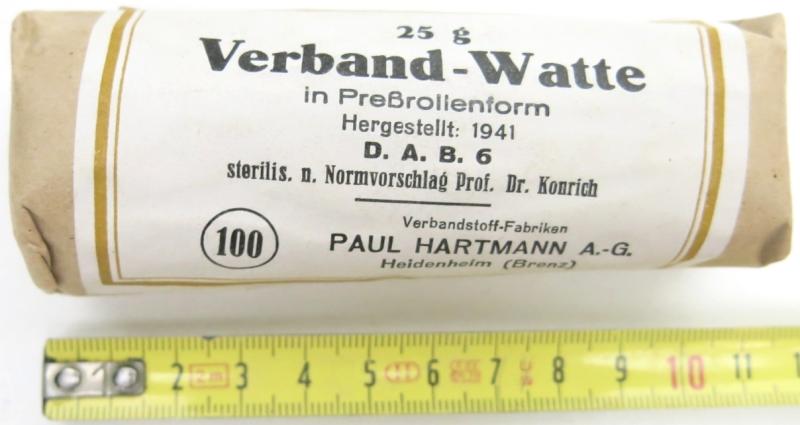 25 g
Verband-Watte
in Preßrollenform
Hergestellt: 1941
D. A. B. 6
sterilis. n. Normvorschlag Prof. Dr. Konrich
100
Verbandstoff-Fabriken
PAUL HARTMANN A.-G.
Heidenheim (Brenz)
2 2m 3 4 5 6 7 8 9 10 11